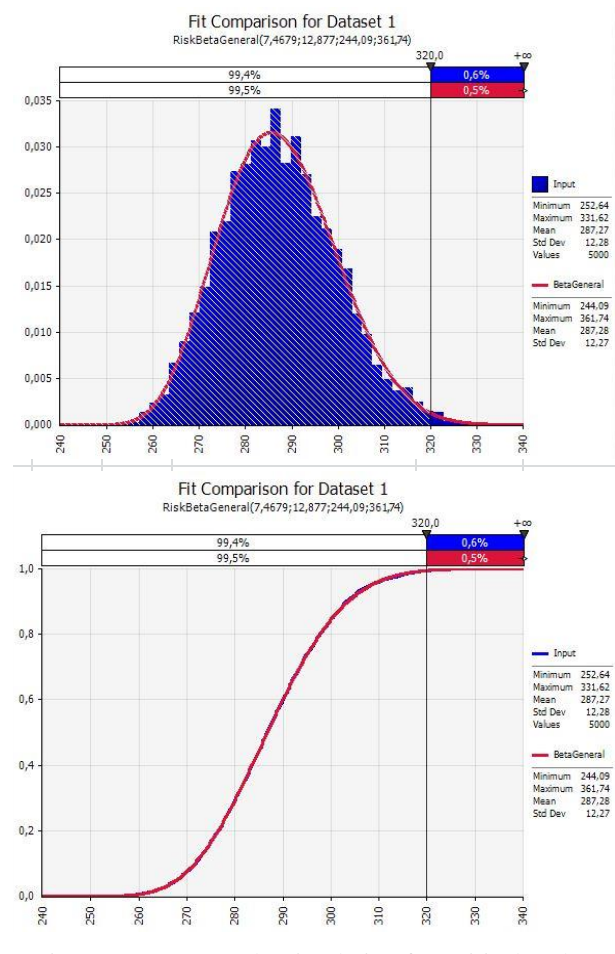 Fit Comparison for Dataset 1
RiskBetaGeneral(7,4679;12,877;244,09;361,74)
320,0 +∞
99,4% 0,6%
99,5% 0,5%
0,035
0,030
0,025
0,020
0,015
0,010
0,005
0,000
240 250 260 270 280 290 300 310 320 330 340
Input
Minimum 252,64
Maximum 331,62
Mean 287,27
Std Dev 12,28
Values 5000
BetaGeneral
Minimum 244,09
Maximum 361,74
Mean 287,28
Std Dev 12,27
Fit Comparison for Dataset 1
RiskBetaGeneral(7,4679;12,877;244,09;361,74)
320,0 +∞
99,4% 0,6%
99,5% 0,5%
1,0
0,8
0,6
0,4
0,2
0,0
240 250 260 270 280 290 300 310 320 330 340
Input
Minimum 252,64
Maximum 331,62
Mean 287,27
Std Dev 12,28
Values 5000
BetaGeneral
Minimum 244,09
Maximum 361,74
Mean 287,28
Std Dev 12,27